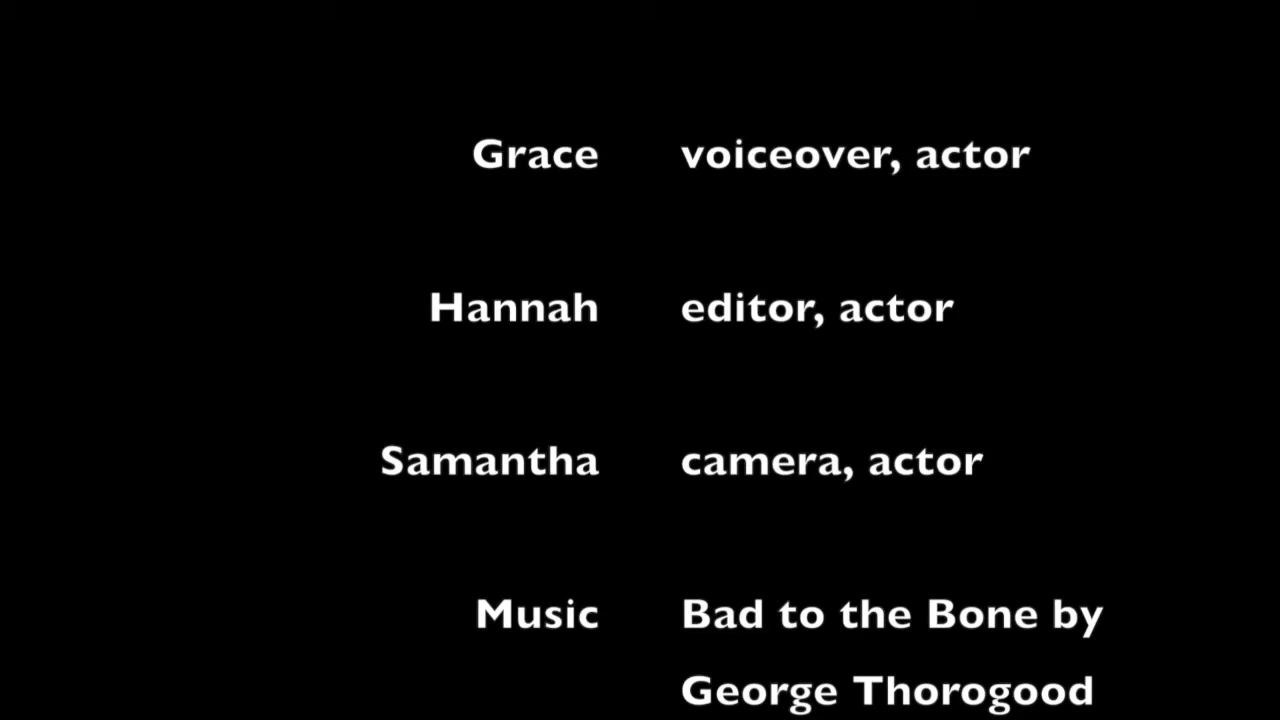 Grace voiceover, actor
Hannah editor, actor
Samantha camera, actor
Music Bad to the Bone by
George Thorogood